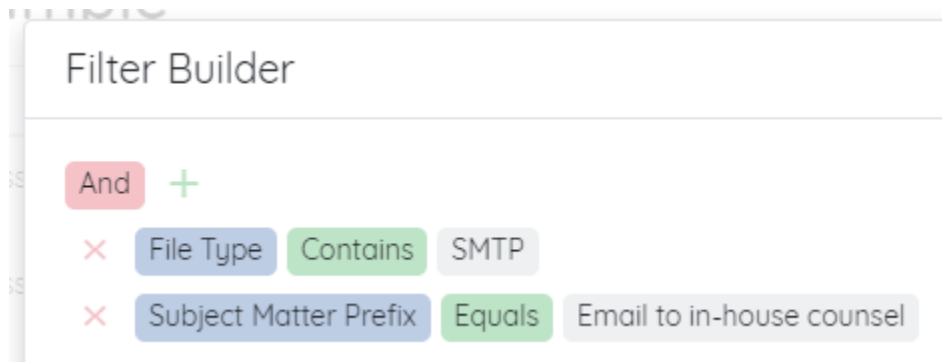 Filter Builder
And +
× File Type Contains SMTP
× Subject Matter Prefix Equals Email to in-house counsel